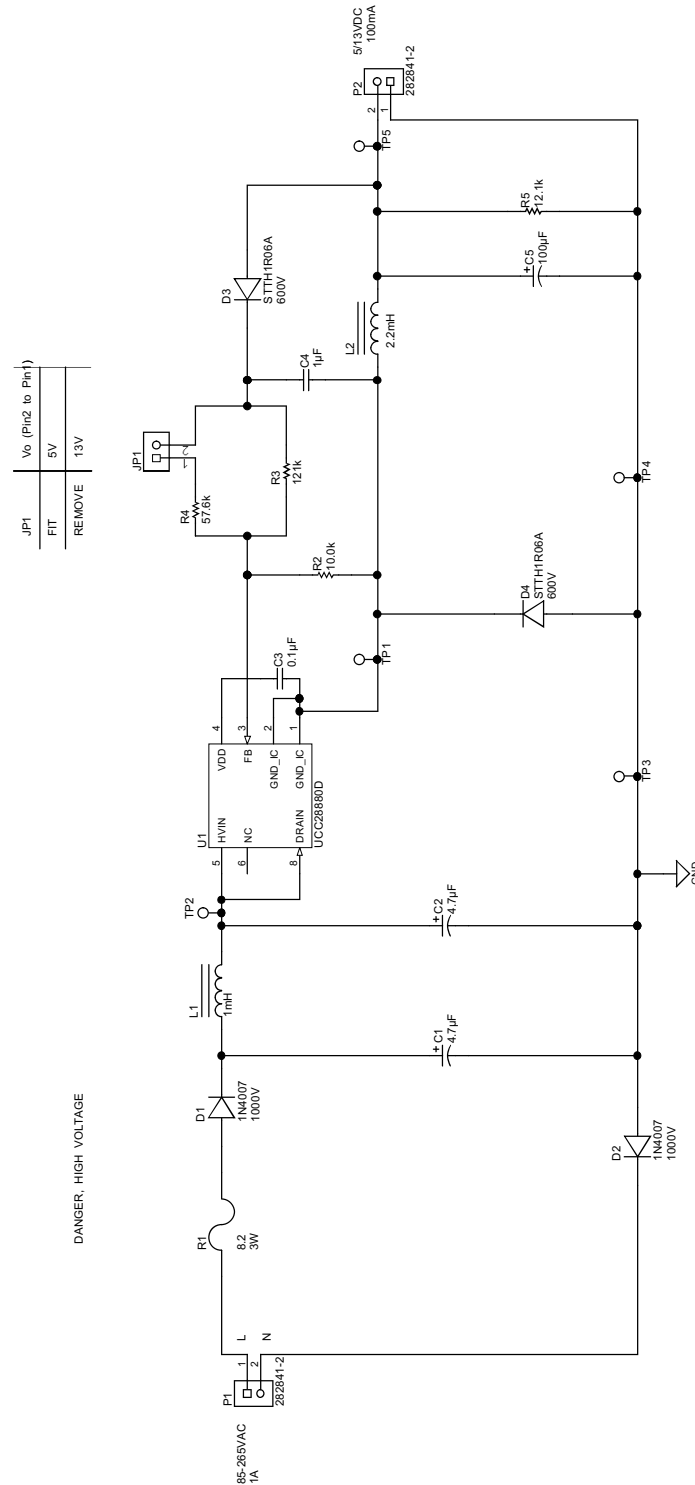 DANGER, HIGH VOLTAGE
JP1 Vo (Pin2 to Pin1)
FIT 5V
REMOVE 13V
85-265VAC
1A
P1
1
2
282841-2
L
N
R1
8.2
3W
D1
1N4007
1000V
D2
1N4007
1000V
C1
+
4.7µF
L1
1mH
C2
+
4.7µF
TP2
U1
5
HVIN
6
NC
8
DRAIN
VDD
4
FB
3
GND_IC
2
GND_IC
1
UCC28880D
C3
0.1µF
GND
TP3
TP1
R2
10.0k
D4
STTH1R06A
600V
R4
57.6k
JP1
1
2
R3
121k
C4
1µF
D3
STTH1R06A
600V
L2
2.2mH
TP4
C5
+
100µF
R5
12.1k
TP5
P2
2
1
282841-2
5/13VDC
100mA